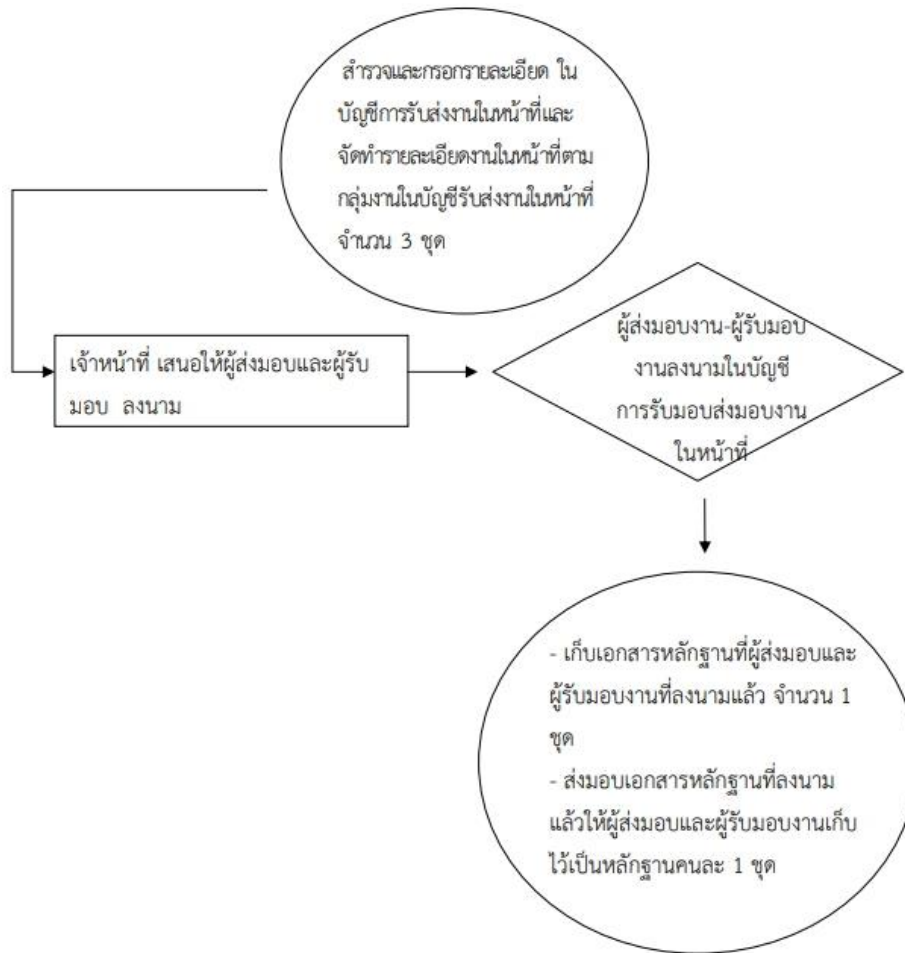 สำรวจและกรอกรายละเอียด ใน
บัญชีการรับส่งงานในหน้าที่และ
จัดทำรายละเอียดงานในหน้าที่ตาม
กลุ่มงานในบัญชีรับส่งงานในหน้าที่
จำนวน 3 ชุด
เจ้าหน้าที่ เสนอให้ผู้ส่งมอบและผู้รับ
มอบ ลงนาม
ผู้ส่งมอบงาน-ผู้รับมอบ
งานลงนามในบัญชี
การรับมอบส่งมอบงาน
ในหน้าที่
- เก็บเอกสารหลักฐานที่ผู้ส่งมอบและ
ผู้รับมอบงานที่ลงนามแล้ว จำนวน 1
ชุด
- ส่งมอบเอกสารหลักฐานที่ลงนาม
แล้วให้ผู้ส่งมอบและผู้รับมอบงานเก็บ
ไว้เป็นหลักฐานคนละ 1 ชุด